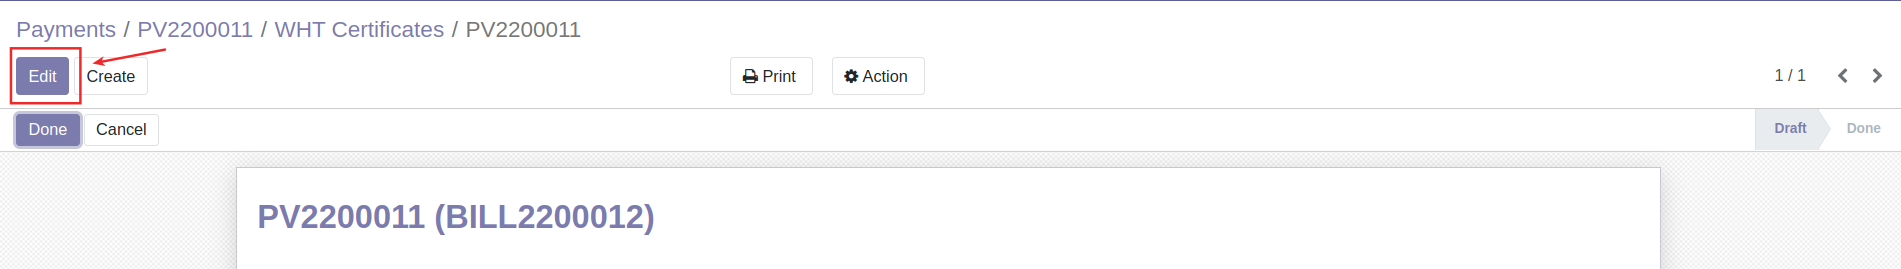 Payments / PV2200011 / WHT Certificates / PV2200011
Edit Create Print Action 1 / 1
Done Cancel Draft Done
PV2200011 (BILL2200012)